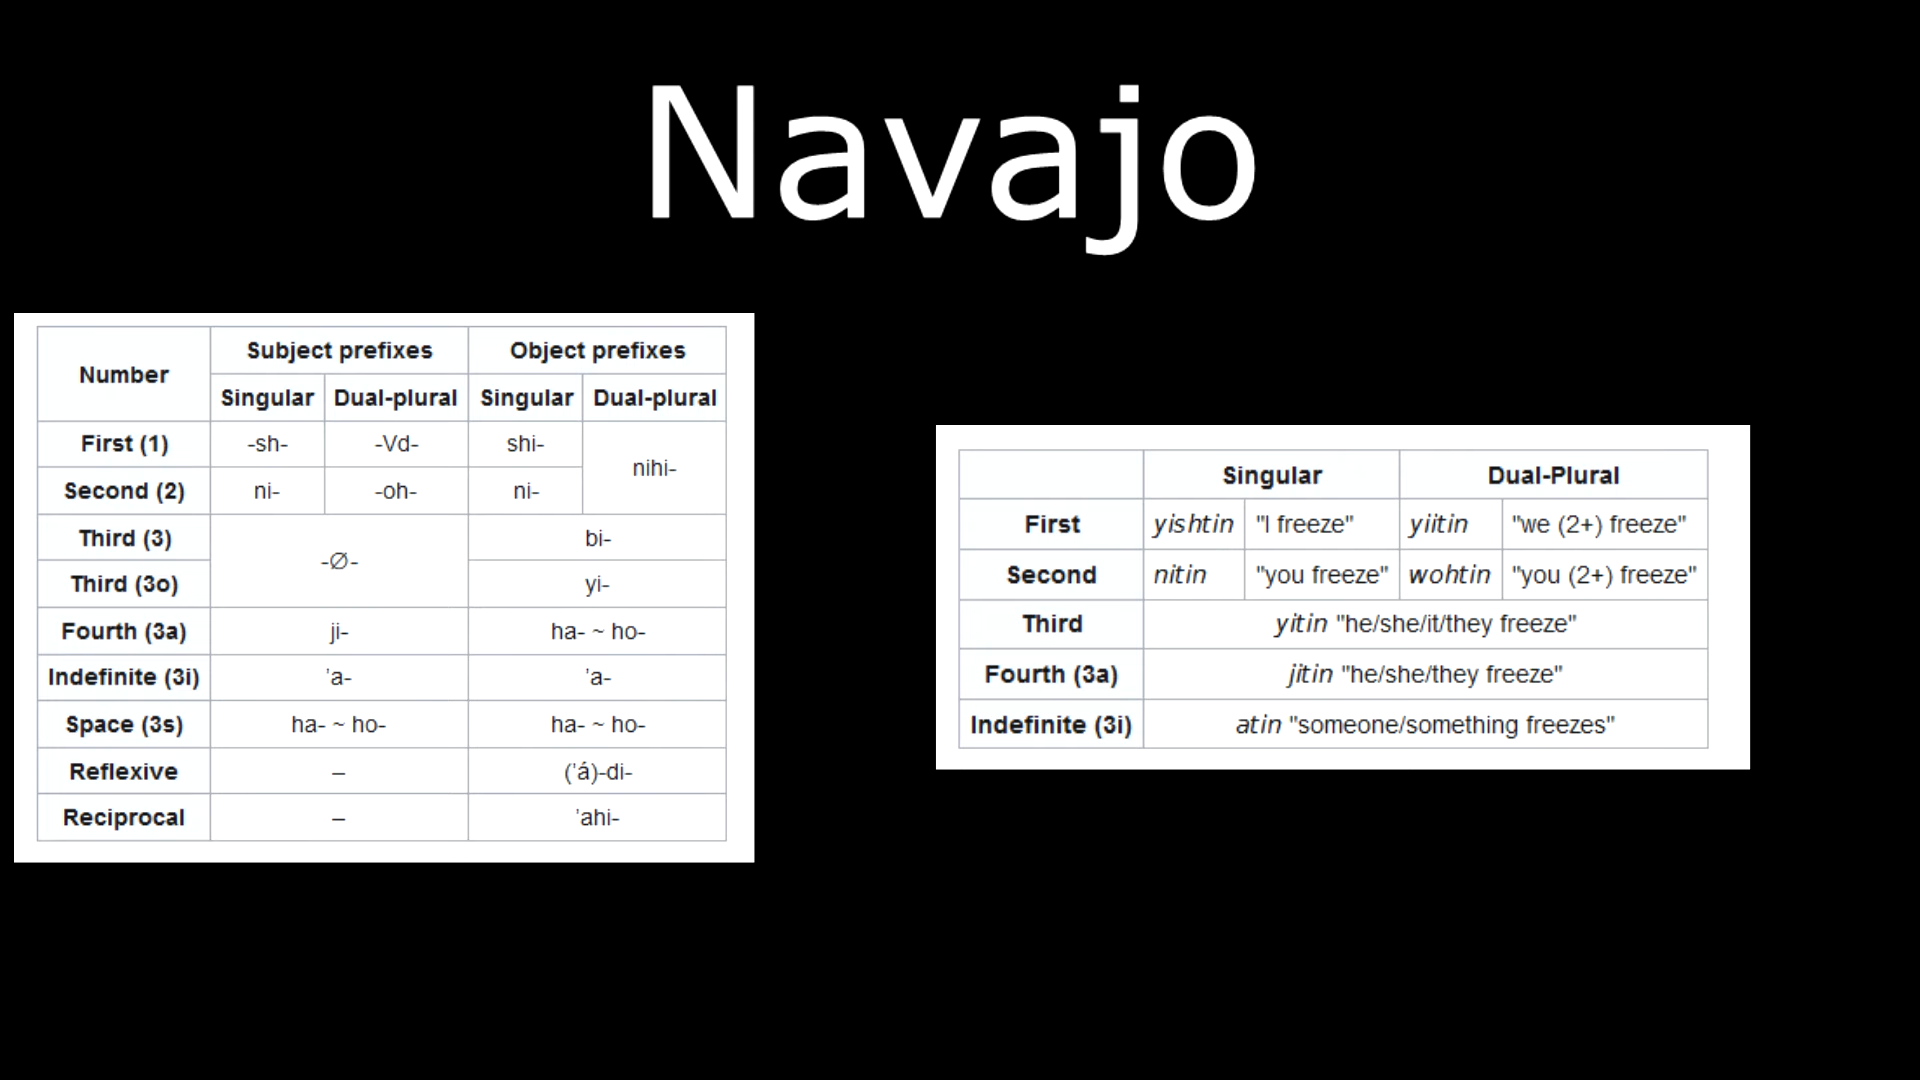 Navajo
Number Subject prefixes Object prefixes
Singular Dual-plural Singular Dual-plural
First (1) -sh- -Vd- shi- nihi-
Second (2) ni- -oh- ni-
Third (3) -∅- bi-
Third (3o) yi-
Fourth (3a) ji- ha- ~ ho-
Indefinite (3i) ʼa- ʼa-
Space (3s) ha- ~ ho- ha- ~ ho-
Reflexive – (ʼá)-di-
Reciprocal – ʼahi-
Singular Dual-Plural
First yishtin "I freeze" yiitin "we (2+) freeze"
Second nitin "you freeze" wohtin "you (2+) freeze"
Third yitin "he/she/it/they freeze"
Fourth (3a) jitin "he/she/they freeze"
Indefinite (3i) atin "someone/something freezes"